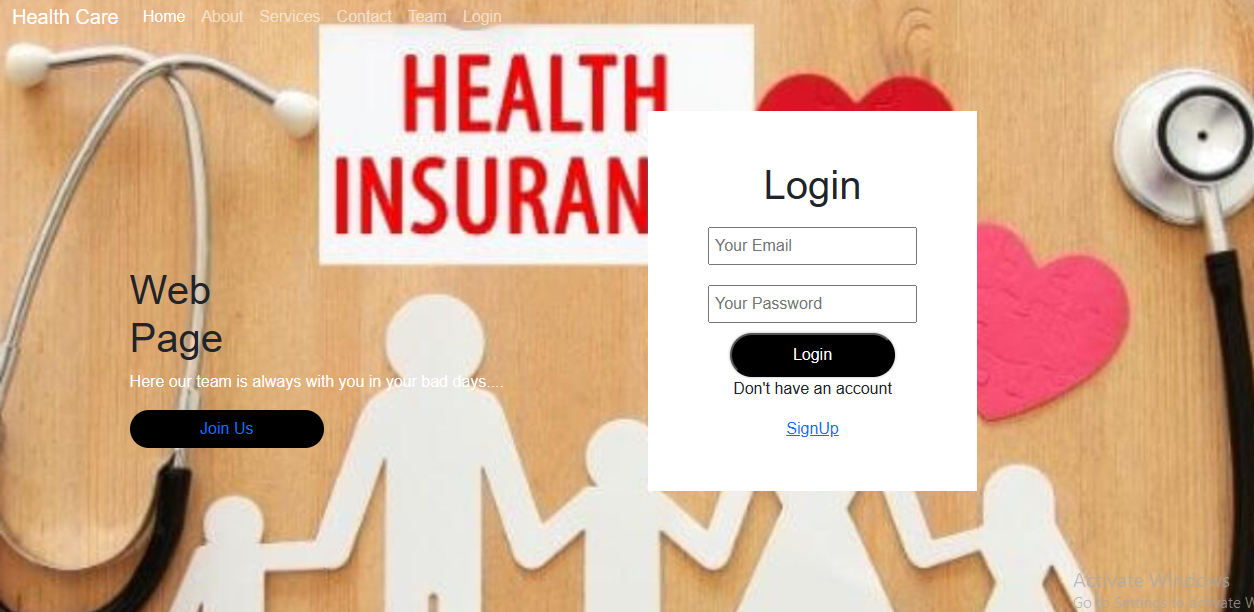 Health Care Home About Services Contact Team Login
HEALTH
INSURAN
Login
Your Email
Your Password
Login
Don't have an account
SignUp
Web
Page
Here our team is always with you in your bad days....
Join Us
Activate Windows
Go to Settings to activate W